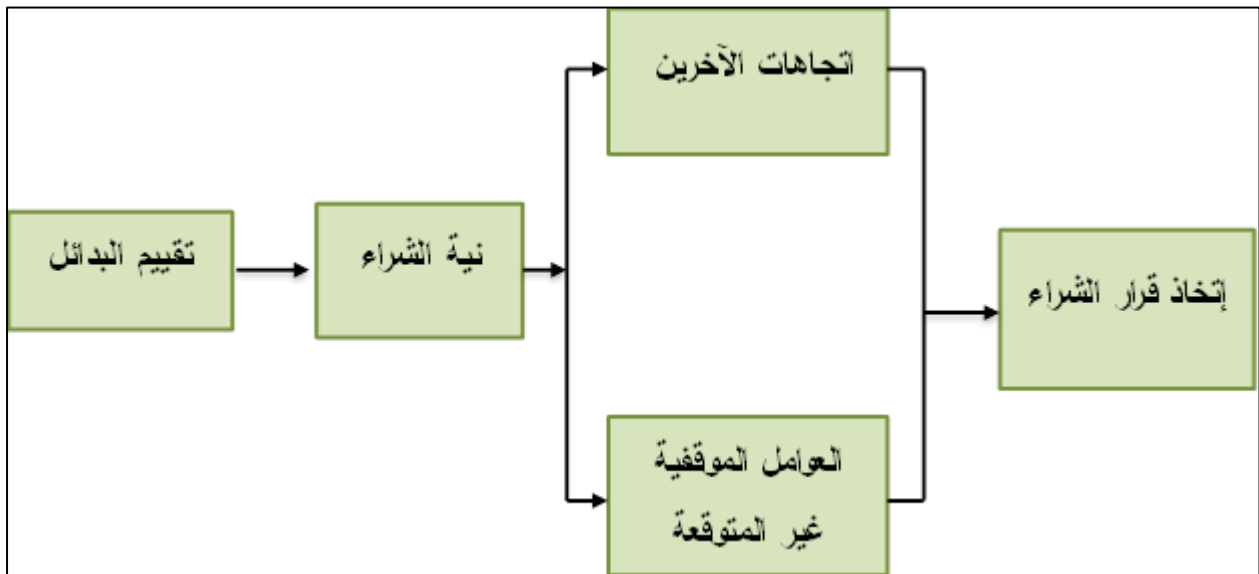 اتجاهات الآخرين
تقييم البدائل
نية الشراء
إتخاذ قرار الشراء
العوامل الموقفية
غير المتوقعة